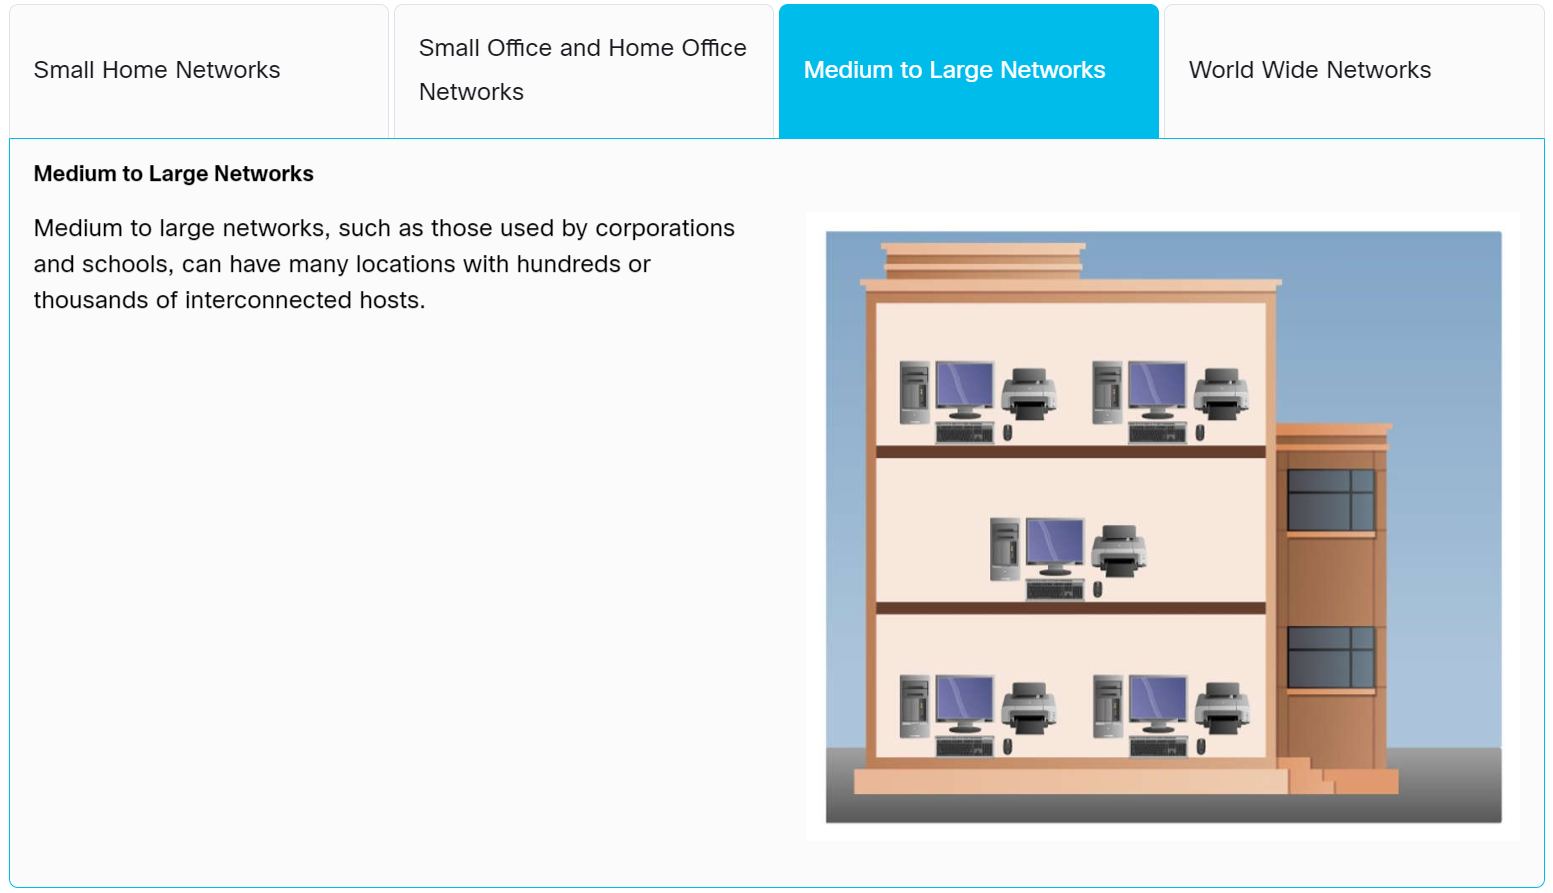 Small Home Networks
Small Office and Home Office
Networks
Medium to Large Networks
World Wide Networks
Medium to Large Networks
Medium to large networks, such as those used by corporations
and schools, can have many locations with hundreds or
thousands of interconnected hosts.